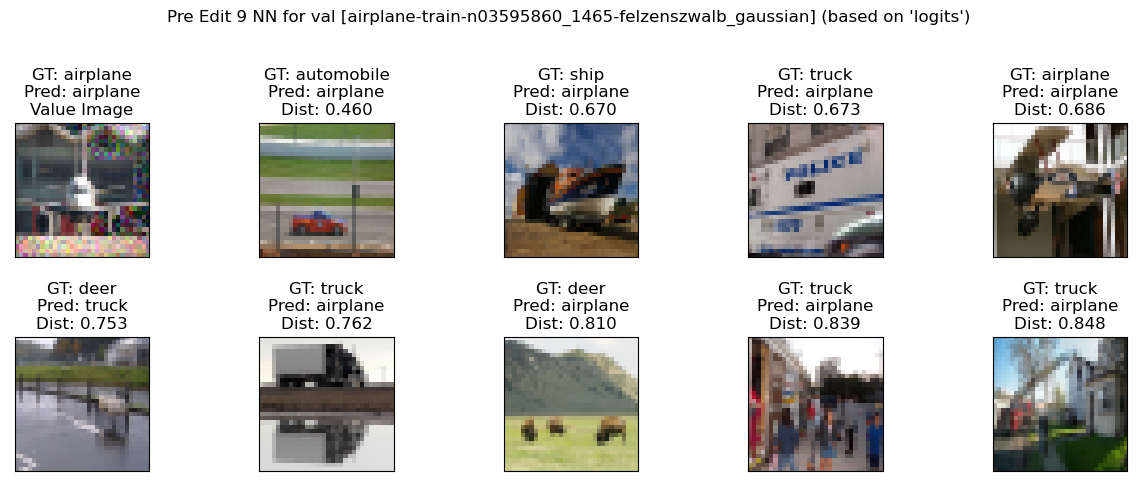 Pre Edit 9 NN for val [airplane-train-n03595860_1465-felzenszwalb_gaussian] (based on 'logits')
GT: airplane
Pred: airplane
Value Image
GT: automobile
Pred: airplane
Dist: 0.460
GT: ship
Pred: airplane
Dist: 0.670
GT: truck
Pred: airplane
Dist: 0.673
GT: airplane
Pred: airplane
Dist: 0.686
POLICE
GT: deer
Pred: truck
Dist: 0.753
GT: truck
Pred: airplane
Dist: 0.762
GT: deer
Pred: airplane
Dist: 0.810
GT: truck
Pred: airplane
Dist: 0.839
GT: truck
Pred: airplane
Dist: 0.848